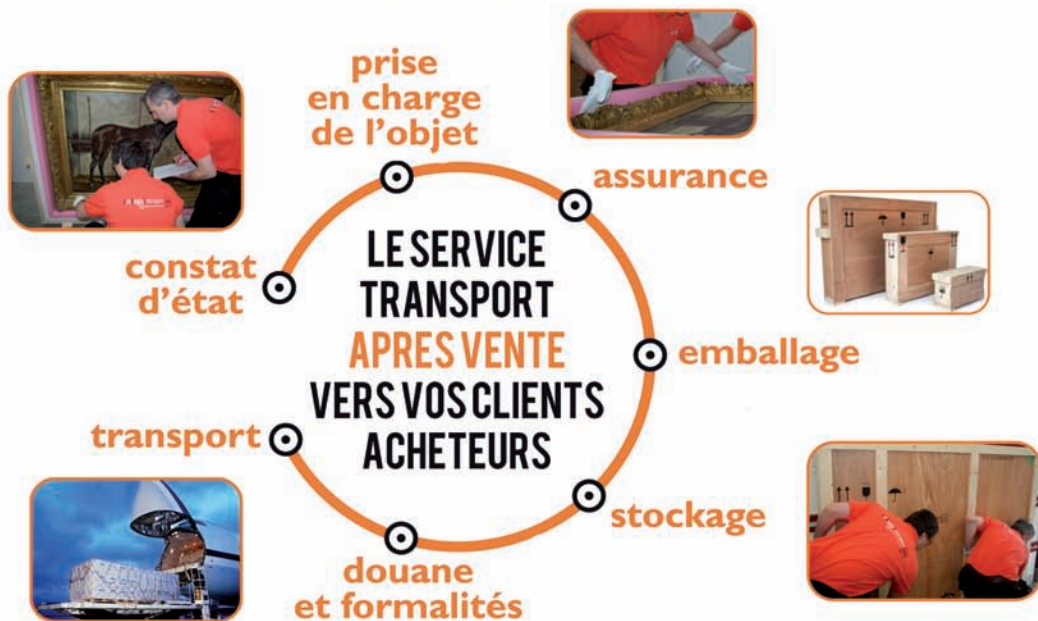 prise
en charge
de l’objet
assurance
constat
d’état
LE SERVICE
TRANSPORT
APRES VENTE
VERS VOS CLIENTS
ACHETEURS
emballage
transport
stockage
douane
et formalités